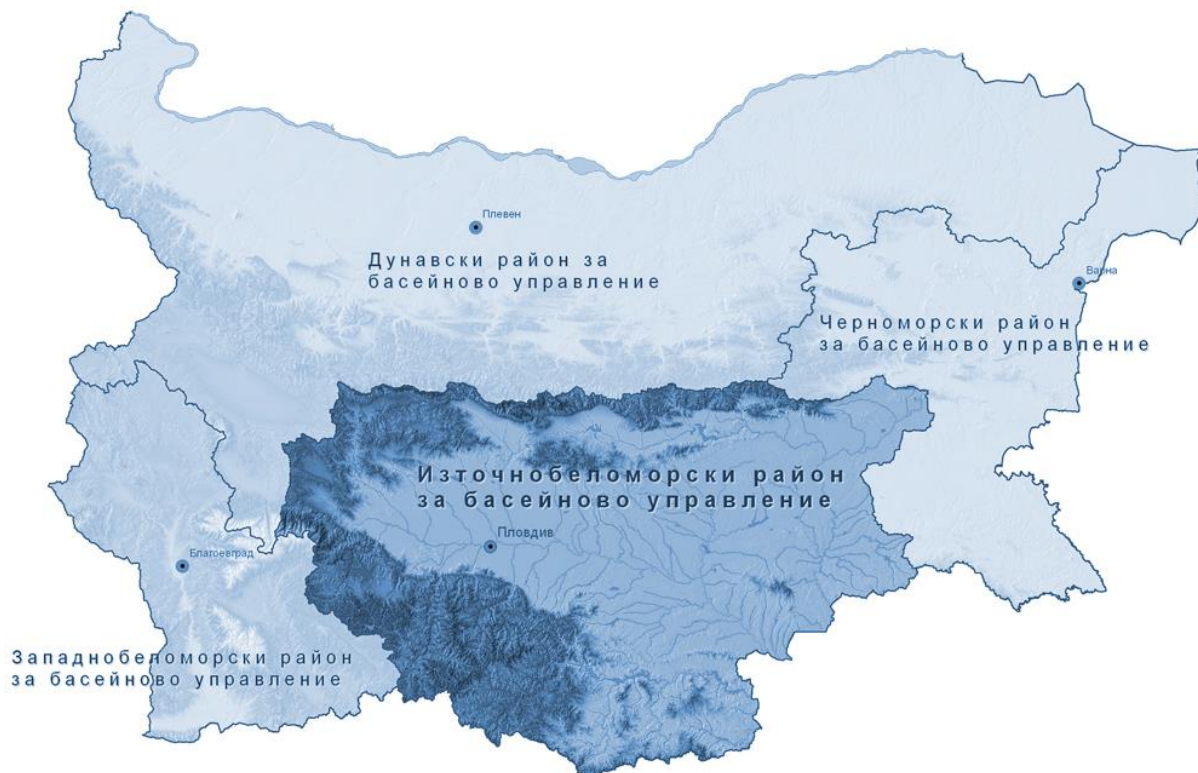 Плевен
Дунавски район за
басейново управление
Варна
Черноморски район
за басейново управление
Източнобеломорски район
за басейново управление
Пловдив
Благоевград
Западнобеломорски район
за басейново управление